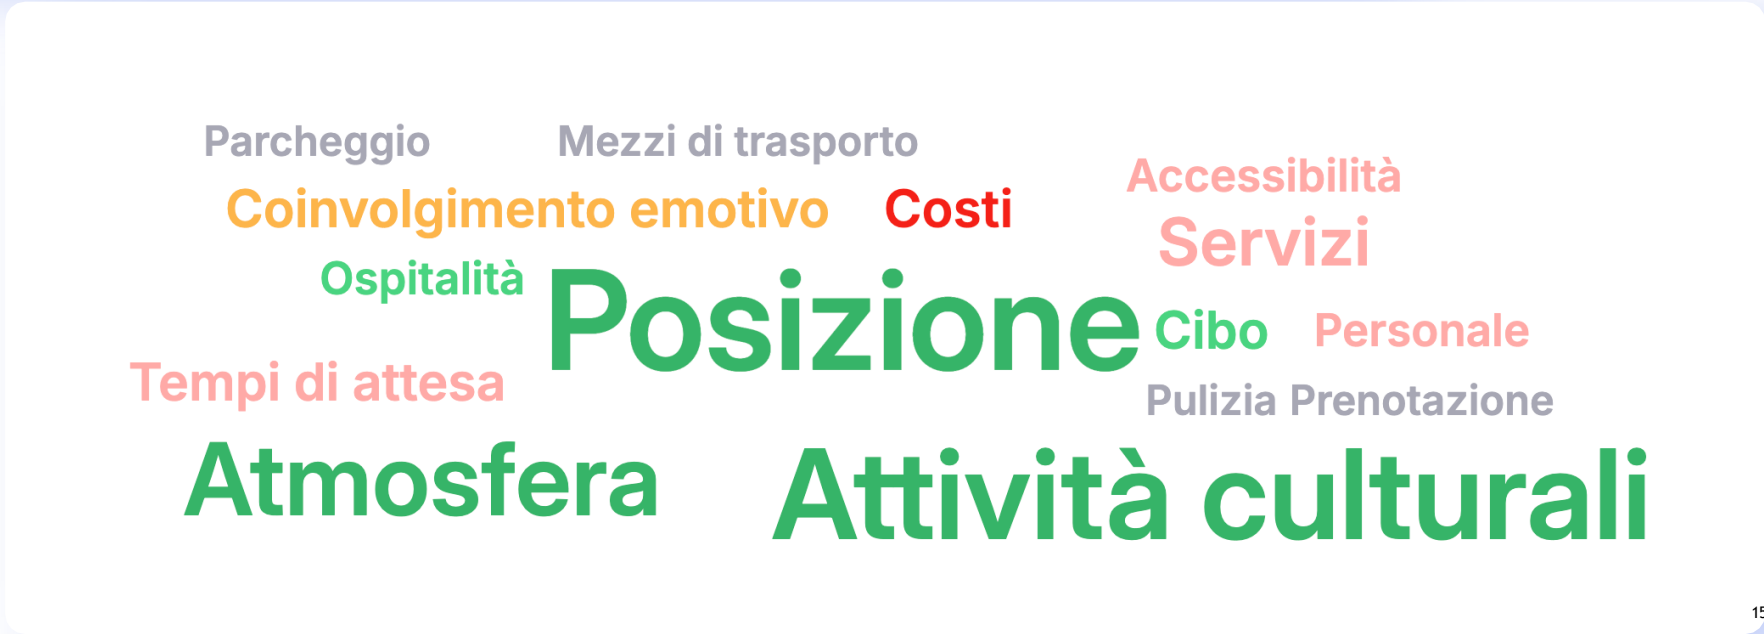 Parcheggio
Mezzi di trasporto
Accessibilità
Coinvolgimento emotivo
Costi
Servizi
Ospitalità
Posizione
Cibo
Personale
Tempi di attesa
Pulizia
Prenotazione
Atmosfera
Attività culturali